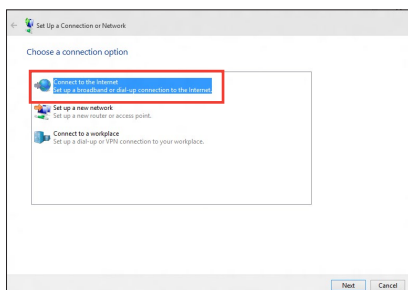 Set Up a Connection or Network
Choose a connection option
Connect to the Internet
Set up a broadband or dial-up connection to the Internet.
Set up a new network
Set up a new router or access point.
Connect to a workplace
Set up a dial-up or VPN connection to your workplace.
Next Cancel